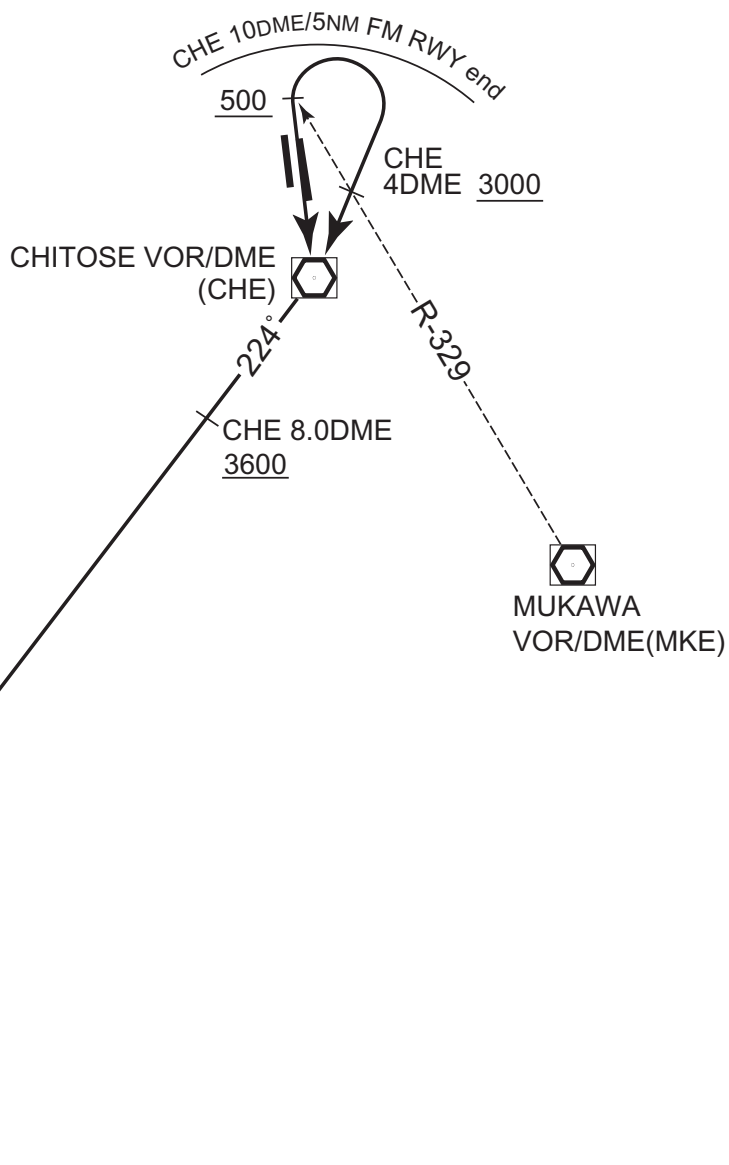 CHE 10DME/5NM FM RWY end
500
CHE
4DME 3000
CHITOSE VOR/DME
(CHE)
R-329
224°
CHE 8.0DME
3600
MUKAWA
VOR/DME(MKE)